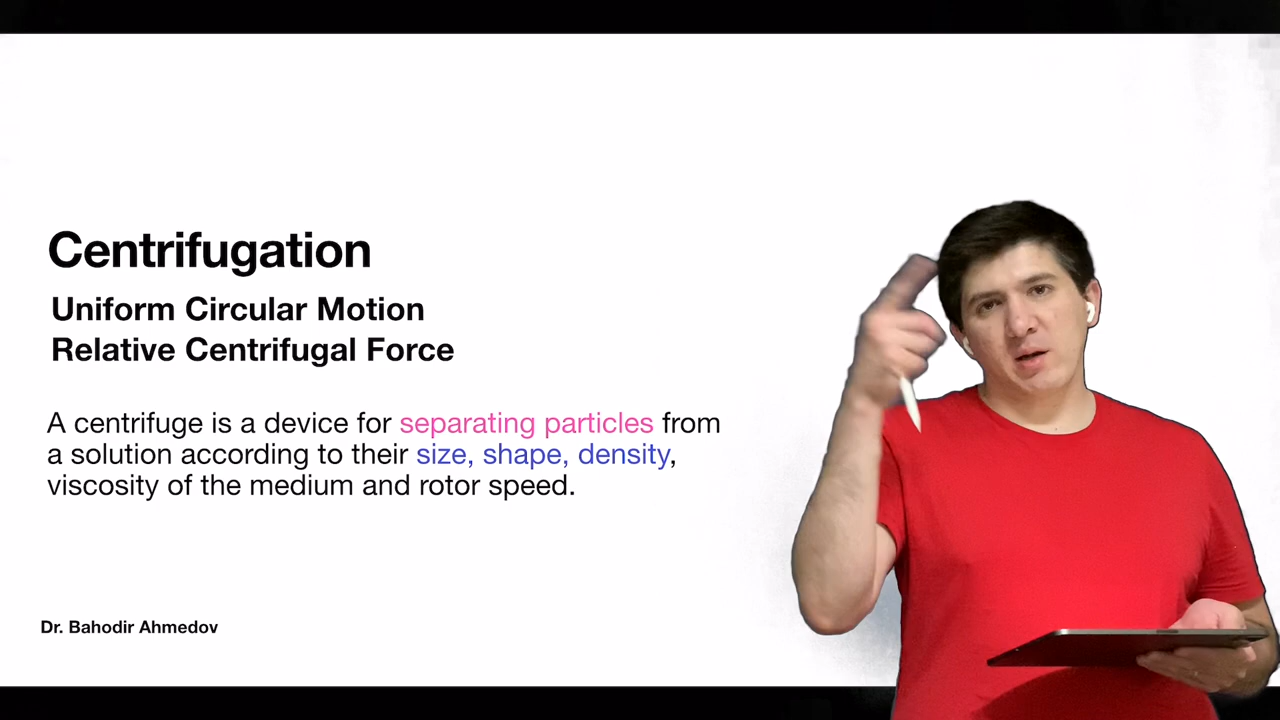 Centrifugation
Uniform Circular Motion
Relative Centrifugal Force
A centrifuge is a device for separating particles from
a solution according to their size, shape, density,
viscosity of the medium and rotor speed.
Dr. Bahodir Ahmedov